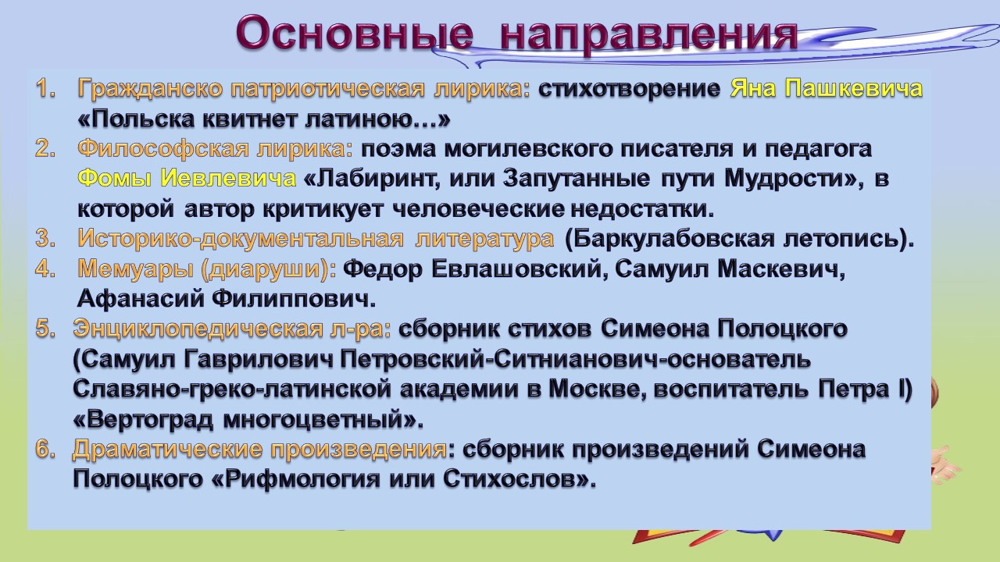 Основные направления
1. Гражданско патриотическая лирика: стихотворение Яна Пашкевича
«Польска квитнет латиною…»
2. Философская лирика: поэма могилевского писателя и педагога
Фомы Иевлевича «Лабиринт, или Запутанные пути Мудрости», в
которой автор критикует человеческие недостатки.
3. Историко-документальная литература (Баркулабовская летопись).
4. Мемуары (диаруши): Федор Евлашовский, Самуил Маскевич,
Афанасий Филиппович.
5. Энциклопедическая л-ра: сборник стихов Симеона Полоцкого
(Самуил Гаврилович Петровский-Ситнианович-основатель
Славяно-греко-латинской академии в Москве, воспитатель Петра I)
«Вертоград многоцветный».
6. Драматические произведения: сборник произведений Симеона
Полоцкого «Рифмология или Стихослов».